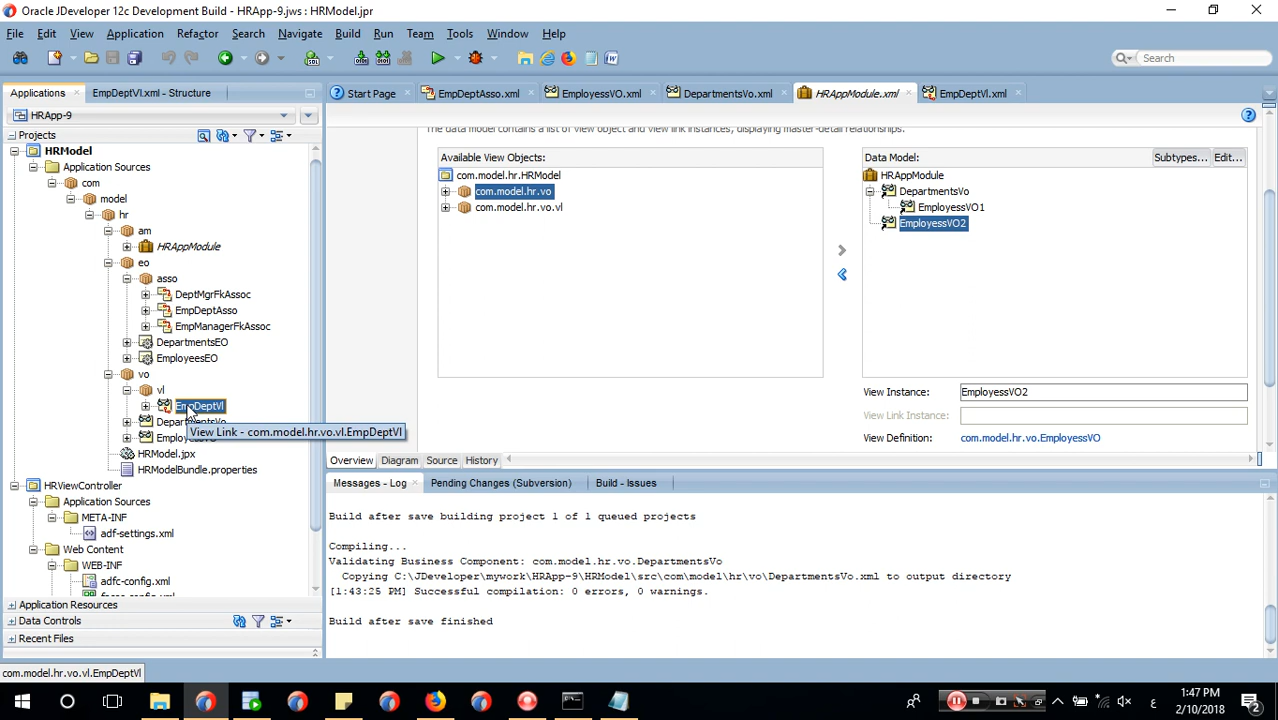 Oracle JDeveloper 12c Development Build - HRApp-9.jws : HRModel.jpr
File Edit View Application Refactor Search Navigate Build Run Team Tools Window Help
Search
Applications EmpDeptVl.xml - Structure
Start Page EmpDeptAsso.xml EmployessVO.xml DepartmentsVo.xml HRAppModule.xml EmpDeptVl.xml
HRApp-9
Projects
The data model contains a list of view object and view link instances, displaying master-detail relationships.
HRModel
Application Sources
com
model
hr
am
HRAppModule
eo
asso
DeptMgrFkAssoc
EmpDeptAsso
EmpManagerFkAssoc
DepartmentsEO
EmployeesEO
vo
vl
EmpDeptVl
DepartmentsVo
View Link - com.model.hr.vo.vl.EmpDeptVl
HRModel.jpx
HRModelBundle.properties
HRViewController
Application Sources
META-INF
adf-settings.xml
Web Content
WEB-INF
adfc-config.xml
Application Resources
Data Controls
Recent Files
com.model.hr.vo.vl.EmpDeptVl
Available View Objects:
com.model.hr.HRModel
com.model.hr.vo
com.model.hr.vo.vl
Data Model: Subtypes... Edit...
HRAppModule
DepartmentsVo
EmployessVO1
EmployessVO2
View Instance: EmployessVO2
View Link Instance:
View Definition: com.model.hr.vo.EmployessVO
Overview Diagram Source History
Messages - Log Pending Changes (Subversion) Build - Issues
Build after save building project 1 of 1 queued projects
Compiling...
Validating Business Component: com.model.hr.vo.DepartmentsVo
Copying C:\JDeveloper\mywork\HRApp-9\HRModel\src\com\model\hr\vo\DepartmentsVo.xml to output directory
[1:43:25 PM] Successful compilation: 0 errors, 0 warnings.
Build after save finished
ع
1:47 PM
2/10/2018
2